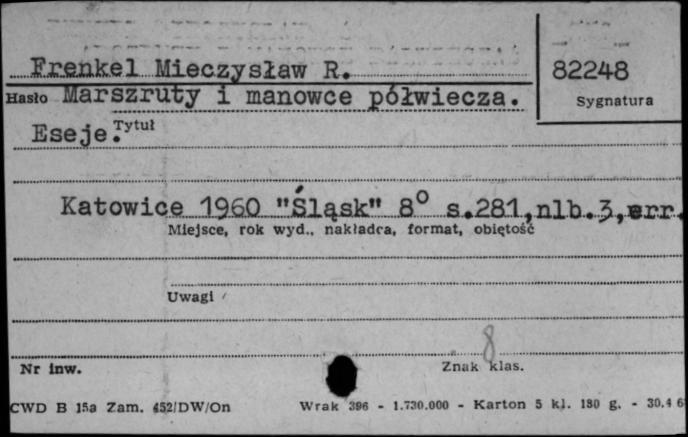 Frenkel Mieczysław R.
82248
Hasło Marszruty i manowce półwiecza.
Sygnatura
Eseje. Tytuł
Katowice 1960 "Śląsk" 8° s.281,nlb.3,err.
Miejsce, rok wyd., nakładca, format, objętość
Uwagi
8
Nr inw.
Znak klas.
CWD B 15a Zam. 452/DW/On Wrak 396 - 1.730.000 - Karton 5 kl. 180 g. - 30.4